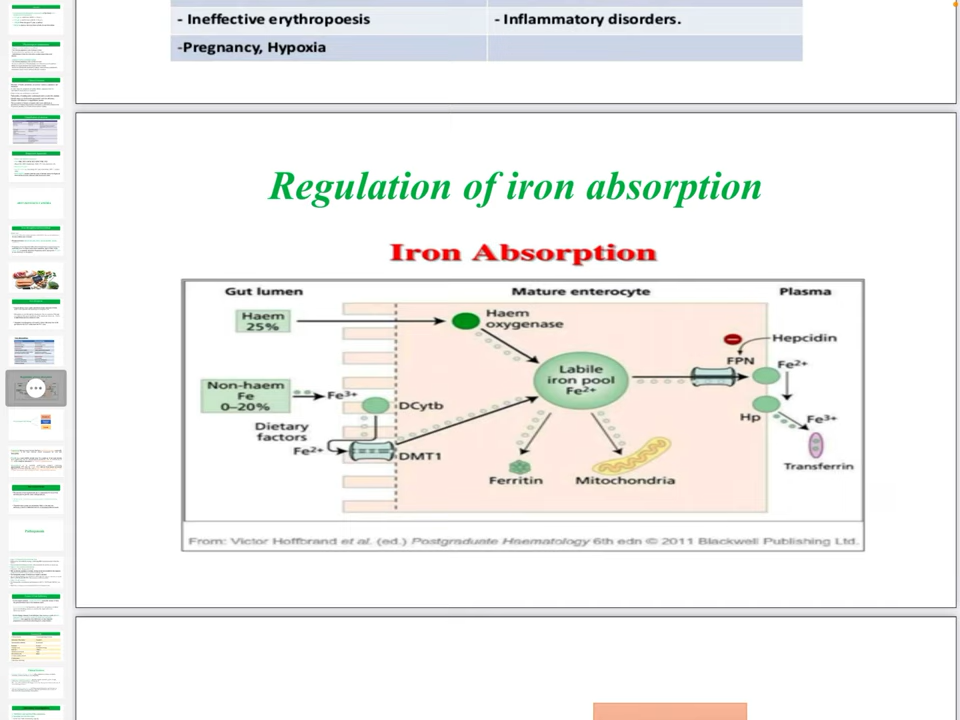 - Ineffective erythropoesis
- Inflammatory disorders.
-Pregnancy, Hypoxia
Regulation of iron absorption
Iron Absorption
Gut lumen
Mature enterocyte
Plasma
Haem
25%
Haem
oxygenase
Hepcidin
Labile
iron pool
Fe²⁺
FPN
Fe²⁺
Non-haem
Fe
0–20%
Fe³⁺
DCytb
Hp
Fe³⁺
Dietary
factors
Fe²⁺
DMT1
Transferrin
Ferritin
Mitochondria
From: Victor Hoffbrand et al. (ed.) Postgraduate Haematology 6th edn © 2011 Blackwell Publishing Ltd.